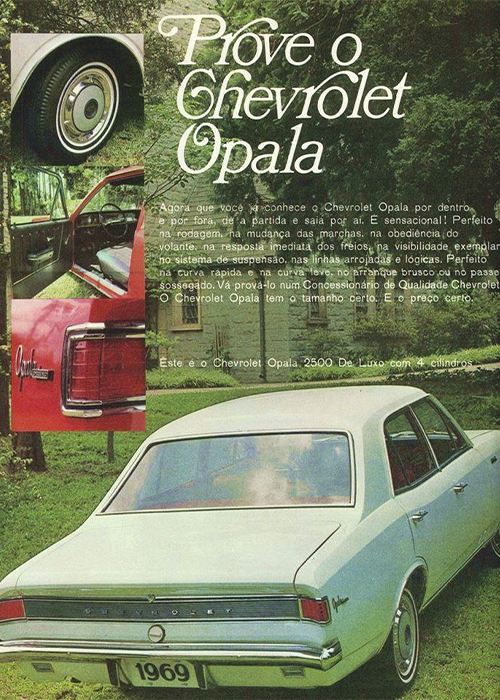 Prove o
Chevrolet
Opala
Agora que você já conhece o Chevrolet Opala por dentro
e por fora, dê a partida e saia por aí. É sensacional! Perfeito
na rodagem, na mudança das marchas, na obediência do
volante, na resposta imediata dos freios, na visibilidade exemplar
no sistema de suspensão, nas linhas arrojadas e lógicas. Perfeito
na curva rápida e na curva leve, no arranque brusco ou no passe
sossegado. Vá prová-lo num Concessionário de Qualidade Chevrolet
O Chevrolet Opala tem o tamanho certo. E o preço certo.
Este é o Chevrolet Opala 2500 De Luxo com 4 cilindros
Opala
CHEVROLET
1969